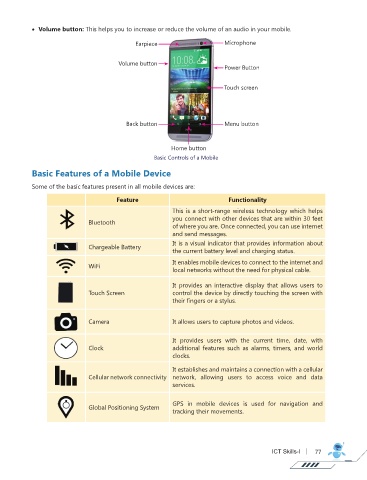 • Volume button: This helps you to increase or reduce the volume of an audio in your mobile.
Earpiece
Microphone
Volume button
Power Button
Touch screen
Back button
Menu button
Home button
Basic Controls of a Mobile
Basic Features of a Mobile Device
Some of the basic features present in all mobile devices are:
Feature Functionality
Bluetooth
This is a short-range wireless technology which helps
you connect with other devices that are within 30 feet
of where you are. Once connected, you can use internet
and send messages.
Chargeable Battery
It is a visual indicator that provides information about
the current battery level and charging status.
WiFi
It enables mobile devices to connect to the internet and
local networks without the need for physical cable.
Touch Screen
It provides an interactive display that allows users to
control the device by directly touching the screen with
their fingers or a stylus.
Camera
It allows users to capture photos and videos.
Clock
It provides users with the current time, date, with
additional features such as alarms, timers, and world
clocks.
Cellular network connectivity
It establishes and maintains a connection with a cellular
network, allowing users to access voice and data
services.
Global Positioning System
GPS in mobile devices is used for navigation and
tracking their movements.
ICT Skills-I | 77